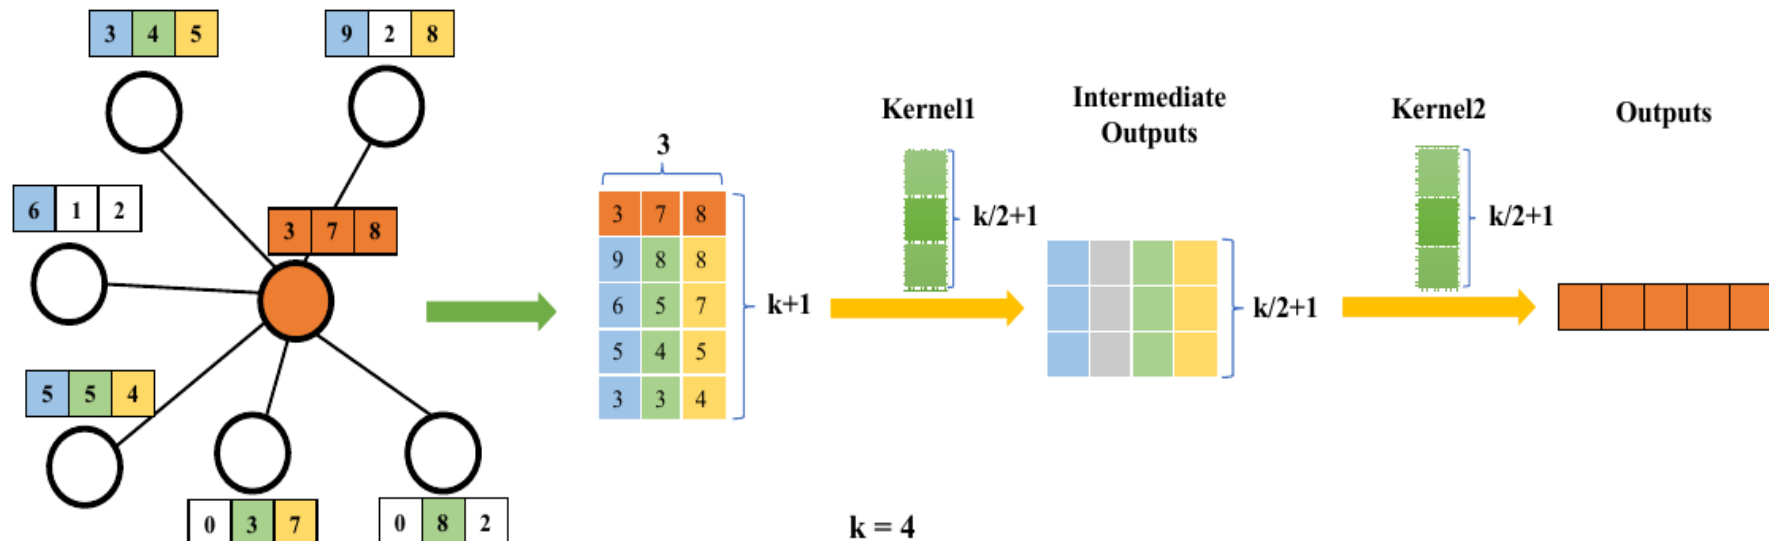 3 4 5
9 2 8
6 1 2
3 7 8
5 5 4
0 3 7
0 8 2
3
3 7 8
9 8 8
6 5 7
5 4 5
3 3 4
k+1
Kernel1
k/2+1
Intermediate
Outputs
k/2+1
Kernel2
k/2+1
Outputs
k = 4